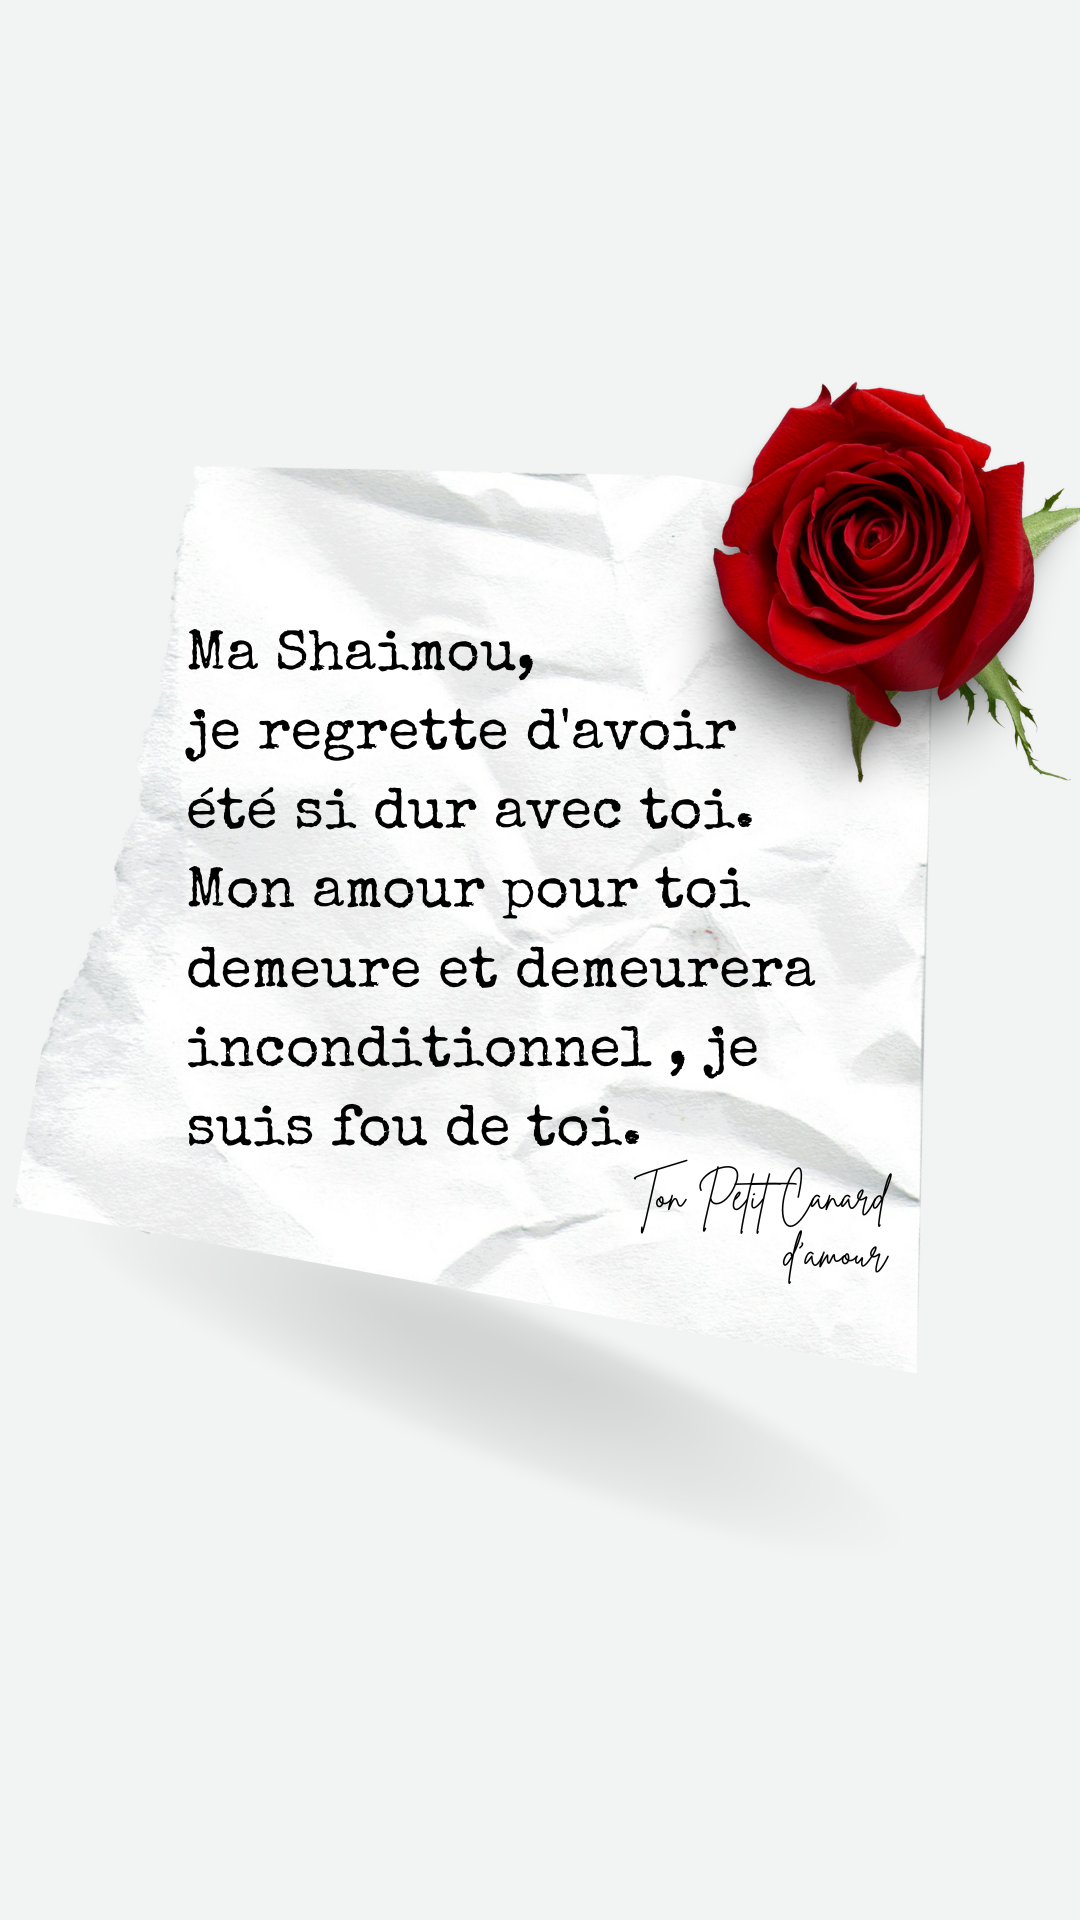 Ma Shaimou,
je regrette d'avoir
été si dur avec toi.
Mon amour pour toi
demeure et demeurera
inconditionnel , je
suis fou de toi.
Ton Petit Canard
d'amour